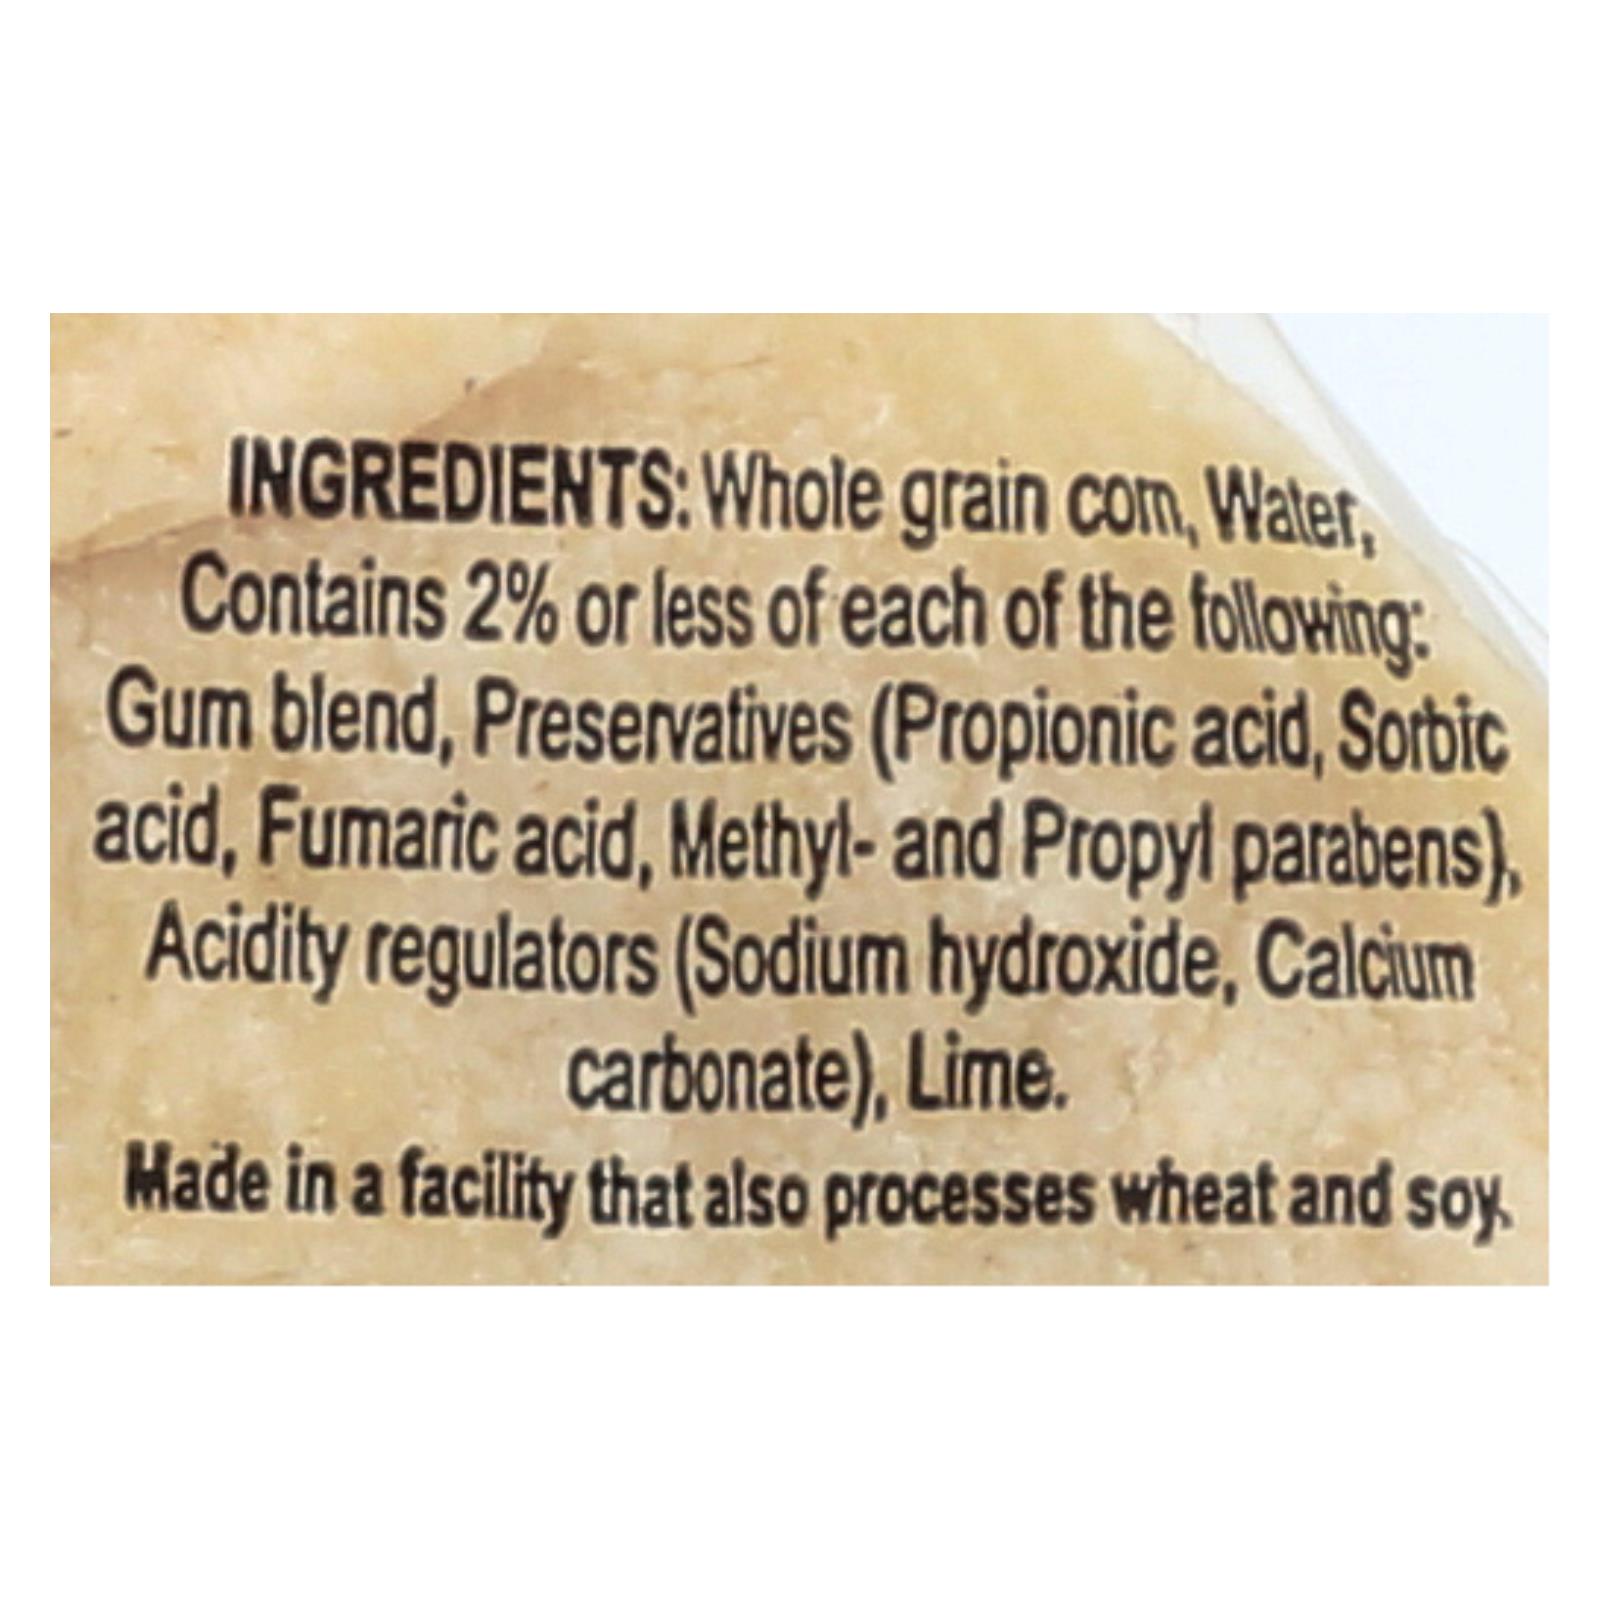 INGREDIENTS: Whole grain corn, Water,
Contains 2% or less of each of the following:
Gum blend, Preservatives (Propionic acid, Sorbic
acid, Fumaric acid, Methyl- and Propyl parabens),
Acidity regulators (Sodium hydroxide, Calcium
carbonate), Lime.
Made in a facility that also processes wheat and soy.